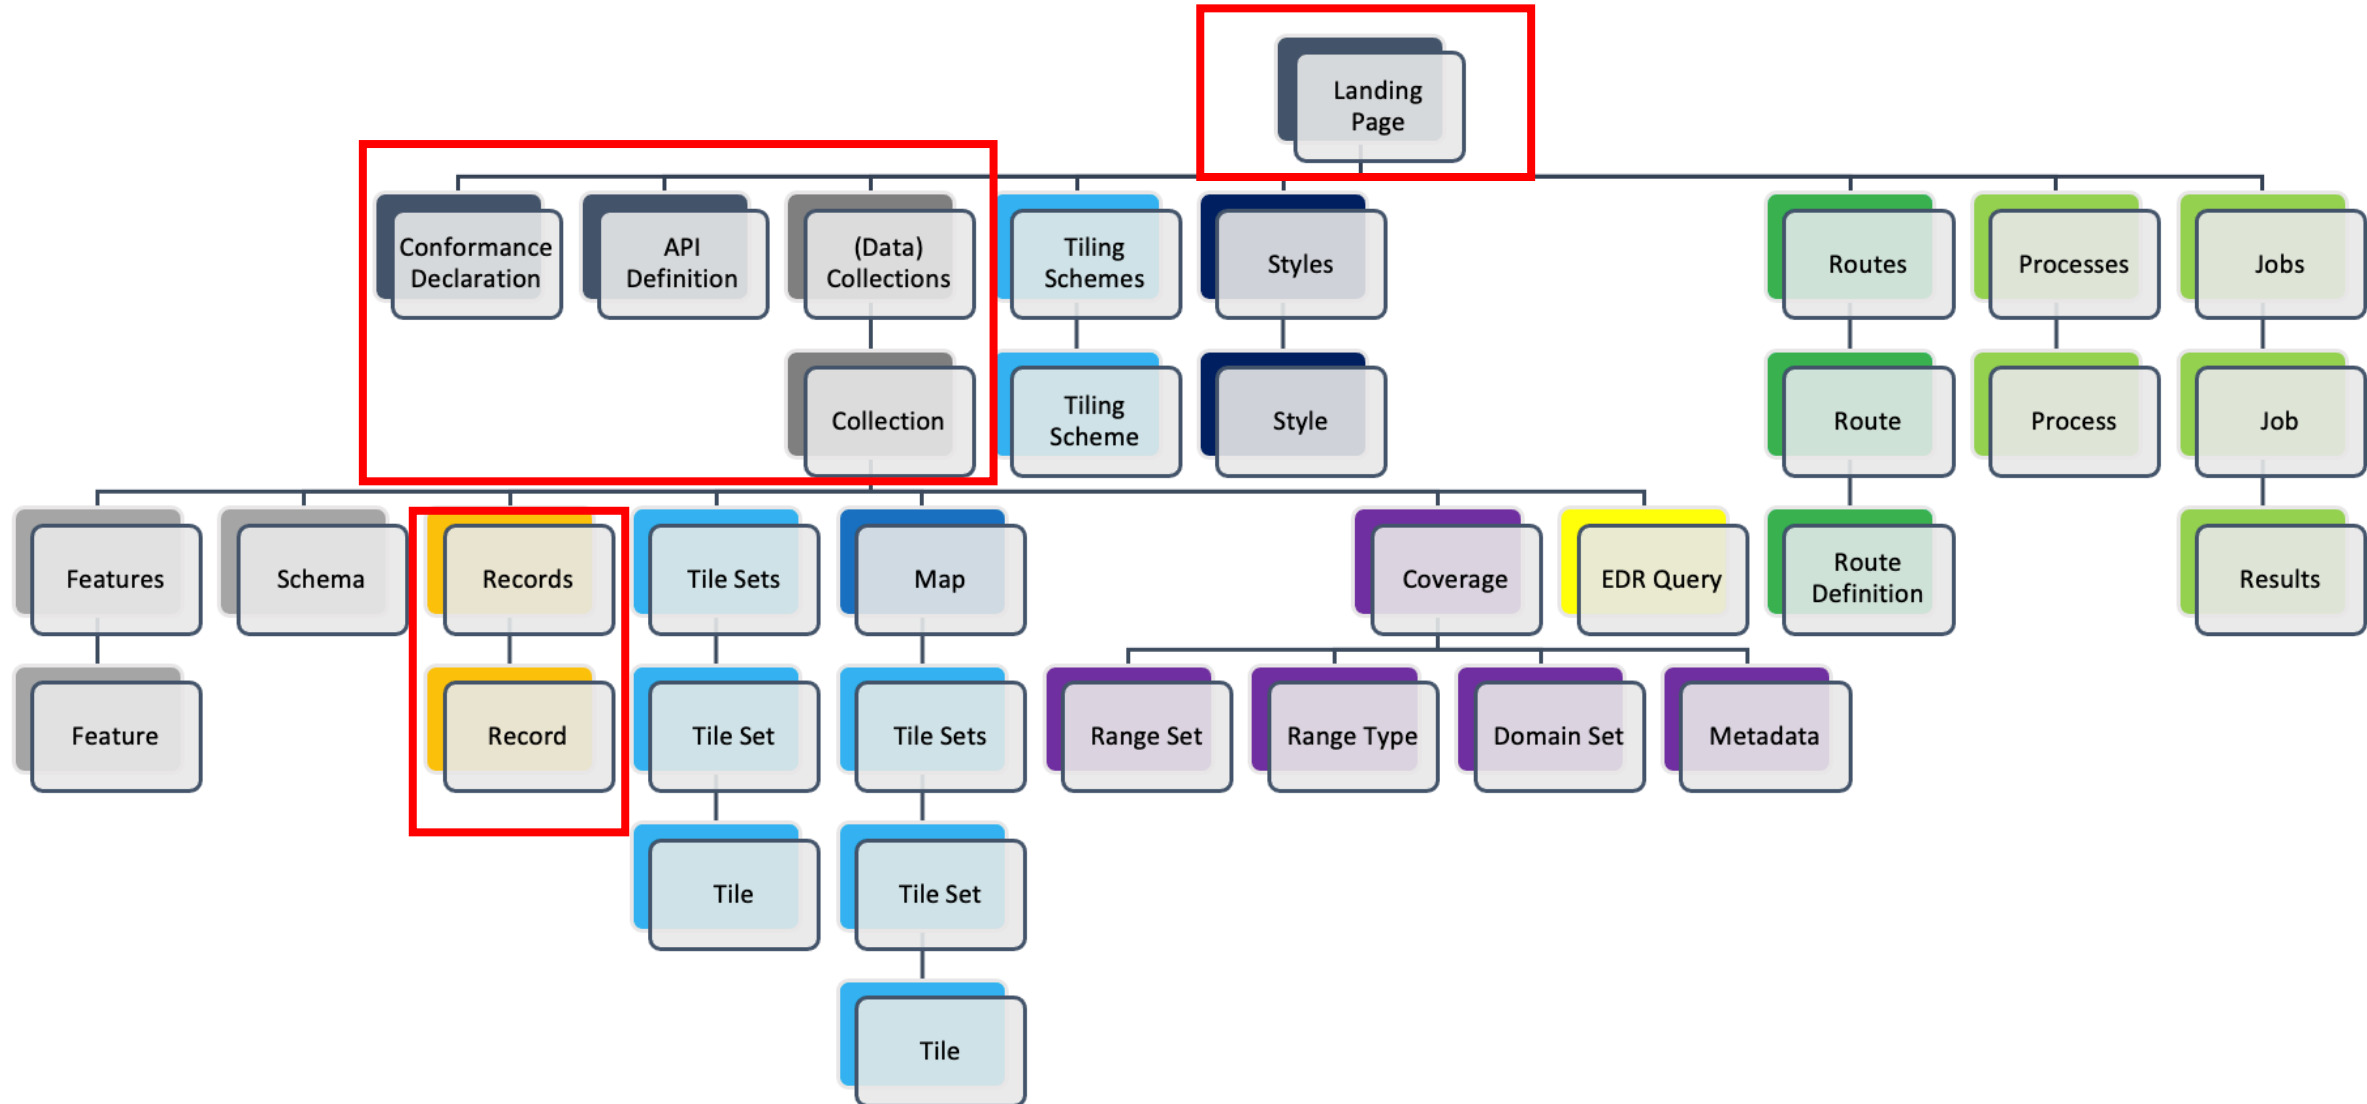 Landing
Page
Conformance
Declaration
API
Definition
(Data)
Collections
Tiling
Schemes
Styles
Routes
Processes
Jobs
Collection
Tiling
Scheme
Style
Route
Process
Job
Features
Schema
Records
Tile Sets
Map
Coverage
EDR Query
Route
Definition
Results
Feature
Record
Tile Set
Tile Sets
Range Set
Range Type
Domain Set
Metadata
Tile
Tile Set
Tile